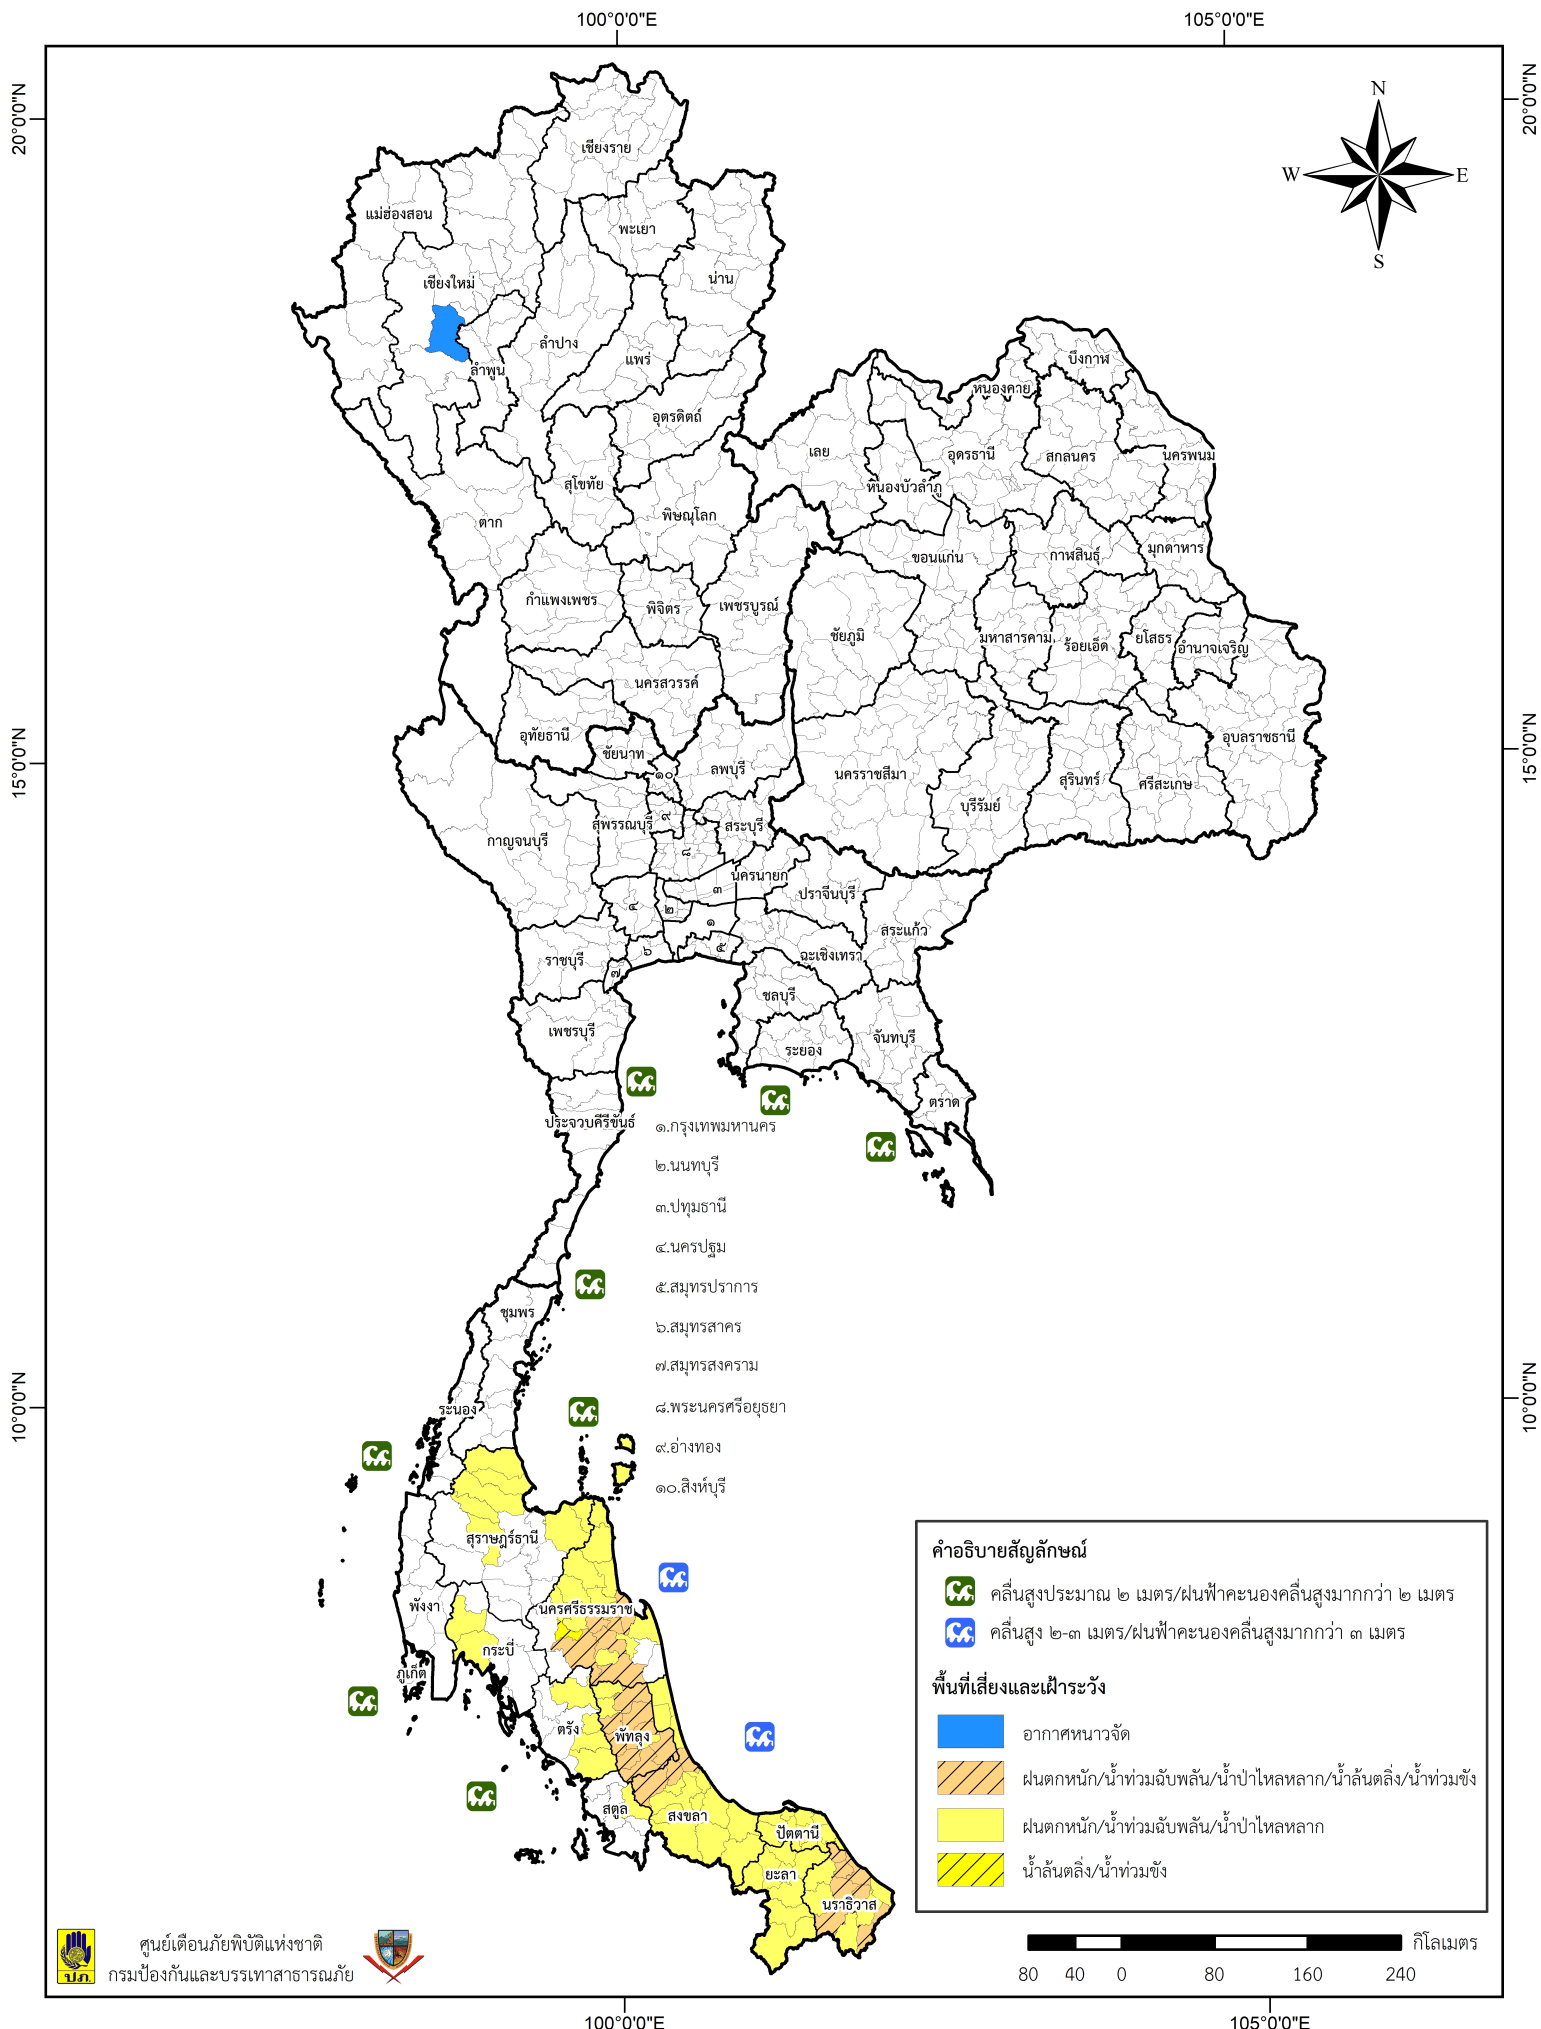 100°0'0"E
105°0'0"E
20°0'0"N
20°0'0"N
N
W
E
S
เชียงราย
แม่ฮ่องสอน
พะเยา
น่าน
เชียงใหม่
ลำปาง
ลำพูน
แพร่
บึงกาฬ
หนองคาย
อุตรดิตถ์
เลย
อุดรธานี
สกลนคร
นครพนม
สุโขทัย
หนองบัวลำภู
ตาก
พิษณุโลก
ขอนแก่น
กาฬสินธุ์
มุกดาหาร
กำแพงเพชร
พิจิตร
เพชรบูรณ์
ชัยภูมิ
มหาสารคาม
ร้อยเอ็ด
ยโสธร
อำนาจเจริญ
นครสวรรค์
อุทัยธานี
ชัยนาท
อุบลราชธานี
15°0'0"N
15°0'0"N
๑๐
ลพบุรี
นครราชสีมา
สุรินทร์
ศรีสะเกษ
บุรีรัมย์
กาญจนบุรี
สุพรรณบุรี
๙
สระบุรี
๘
นครนายก
๓
ปราจีนบุรี
๔
๒
๑
สระแก้ว
๕
๖
ฉะเชิงเทรา
ราชบุรี
๗
ชลบุรี
เพชรบุรี
ระยอง
จันทบุรี
ตราด
ประจวบคีรีขันธ์
๑.กรุงเทพมหานคร
๒.นนทบุรี
๓.ปทุมธานี
๔.นครปฐม
๕.สมุทรปราการ
๖.สมุทรสาคร
๗.สมุทรสงคราม
๘.พระนครศรีอยุธยา
๙.อ่างทอง
๑๐.สิงห์บุรี
ชุมพร
ระนอง
10°0'0"N
10°0'0"N
สุราษฎร์ธานี
พังงา
นครศรีธรรมราช
กระบี่
ภูเก็ต
ตรัง
พัทลุง
สตูล
สงขลา
ปัตตานี
ยะลา
นราธิวาส
คำอธิบายสัญลักษณ์
คลื่นสูงประมาณ ๒ เมตร/ฝนฟ้าคะนองคลื่นสูงมากกว่า ๒ เมตร
คลื่นสูง ๒-๓ เมตร/ฝนฟ้าคะนองคลื่นสูงมากกว่า ๓ เมตร
พื้นที่เสี่ยงและเฝ้าระวัง
อากาศหนาวจัด
ฝนตกหนัก/น้ำท่วมฉับพลัน/น้ำป่าไหลหลาก/น้ำล้นตลิ่ง/น้ำท่วมขัง
ฝนตกหนัก/น้ำท่วมฉับพลัน/น้ำป่าไหลหลาก
น้ำล้นตลิ่ง/น้ำท่วมขัง
ปภ.
ศูนย์เตือนภัยพิบัติแห่งชาติ
กรมป้องกันและบรรเทาสาธารณภัย
กิโลเมตร
80 40 0 80 160 240
100°0'0"E
105°0'0"E